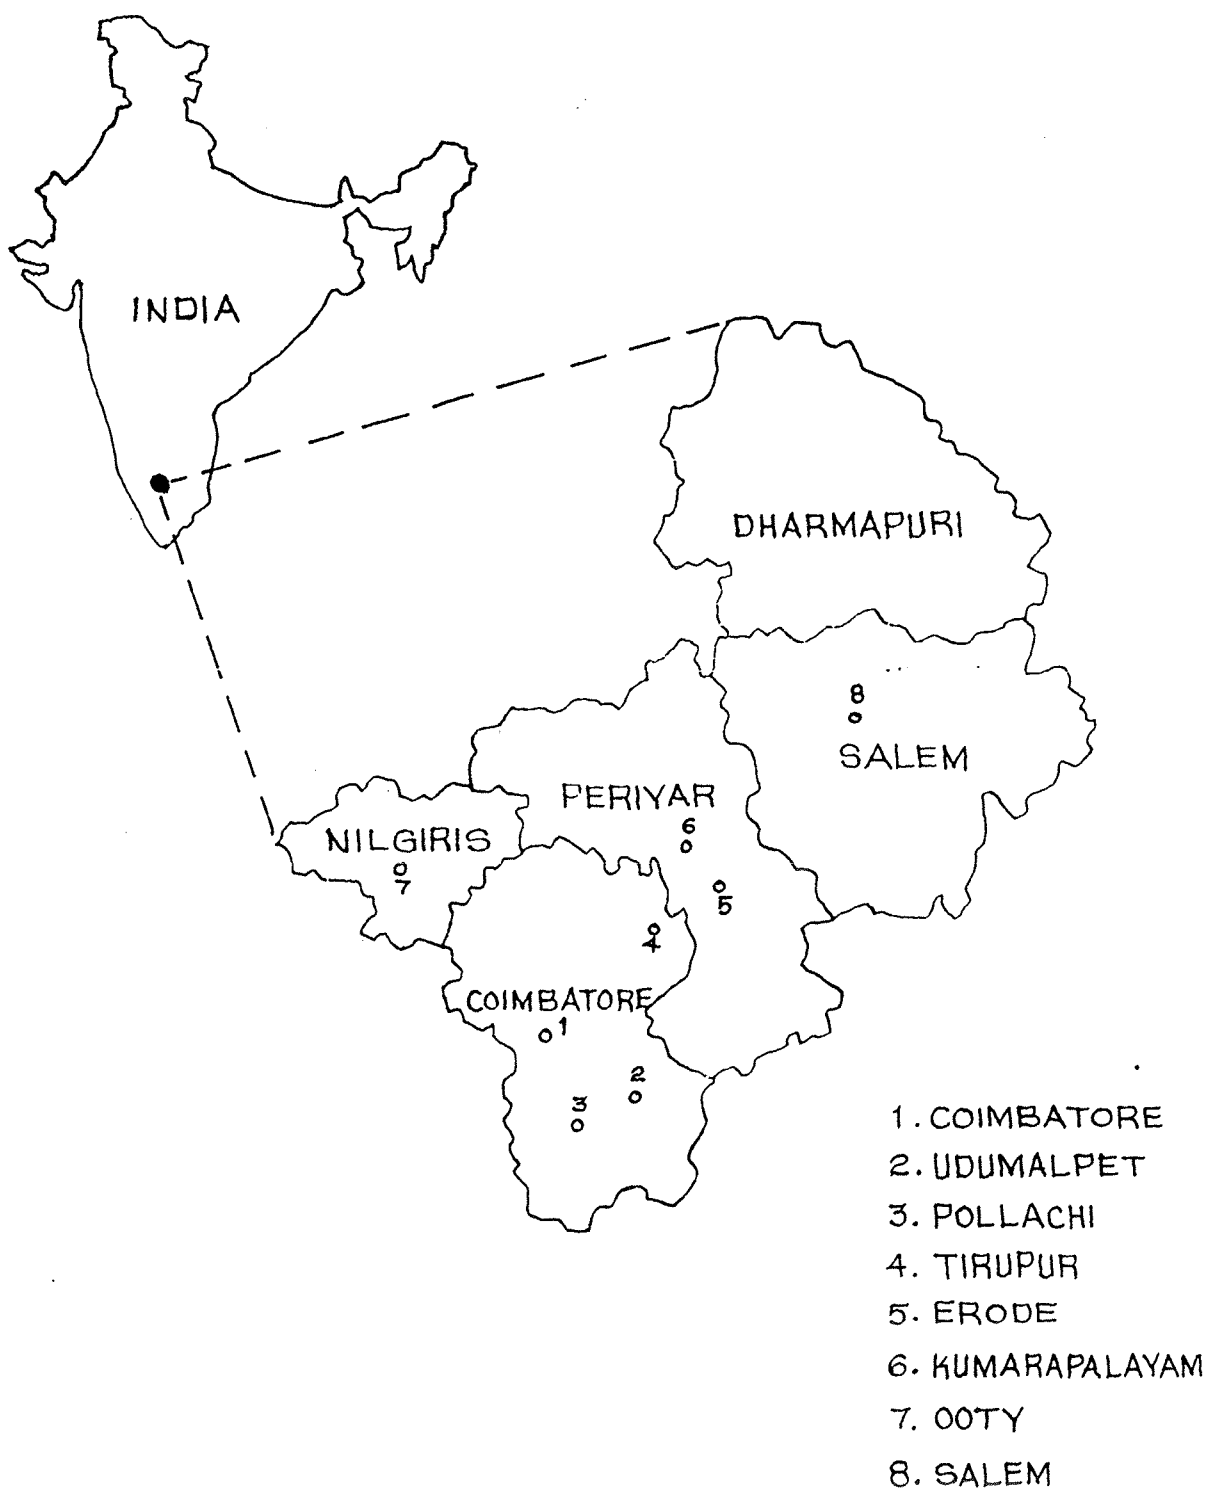 INDIA
DHARMAPURI
8
SALEM
PERIYAR
6
NILGIRIS
7
5
4
COIMBATORE
1
2
3
1. COIMBATORE
2. UDUMALPET
3. POLLACHI
4. TIRUPUR
5. ERODE
6. KUMARAPALAYAM
7. OOTY
8. SALEM